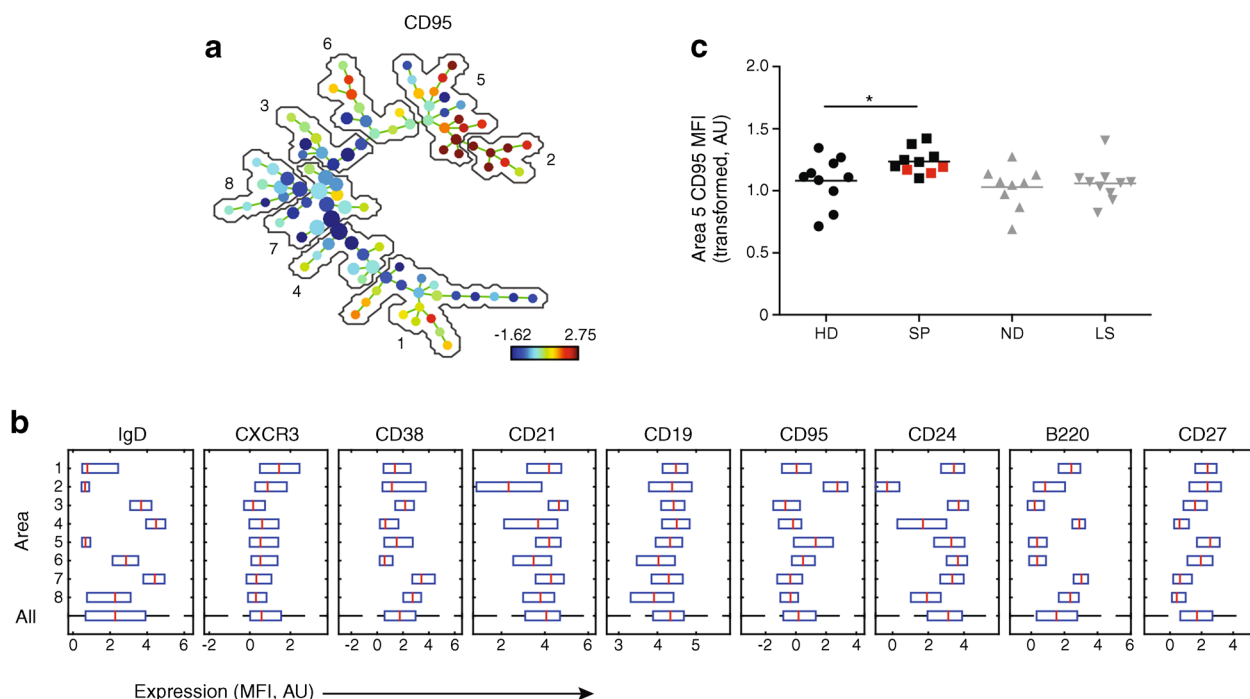 a
CD95
6
5
3
2
8
7
4
1
-1.62 2.75
c
Area 5 CD95 MFI
(transformed, AU)
2.0
1.5
1.0
0.5
0
*
HD SP ND LS
b
IgD CXCR3 CD38 CD21 CD19 CD95 CD24 B220 CD27
Area
1
2
3
4
5
6
7
8
All
0 2 4 6 -2 0 2 0 2 4 6 0 2 4 3 4 5 6 -2 0 2 4 0 2 4 6 0 2 4 6 0 2 4
Expression (MFI, AU)